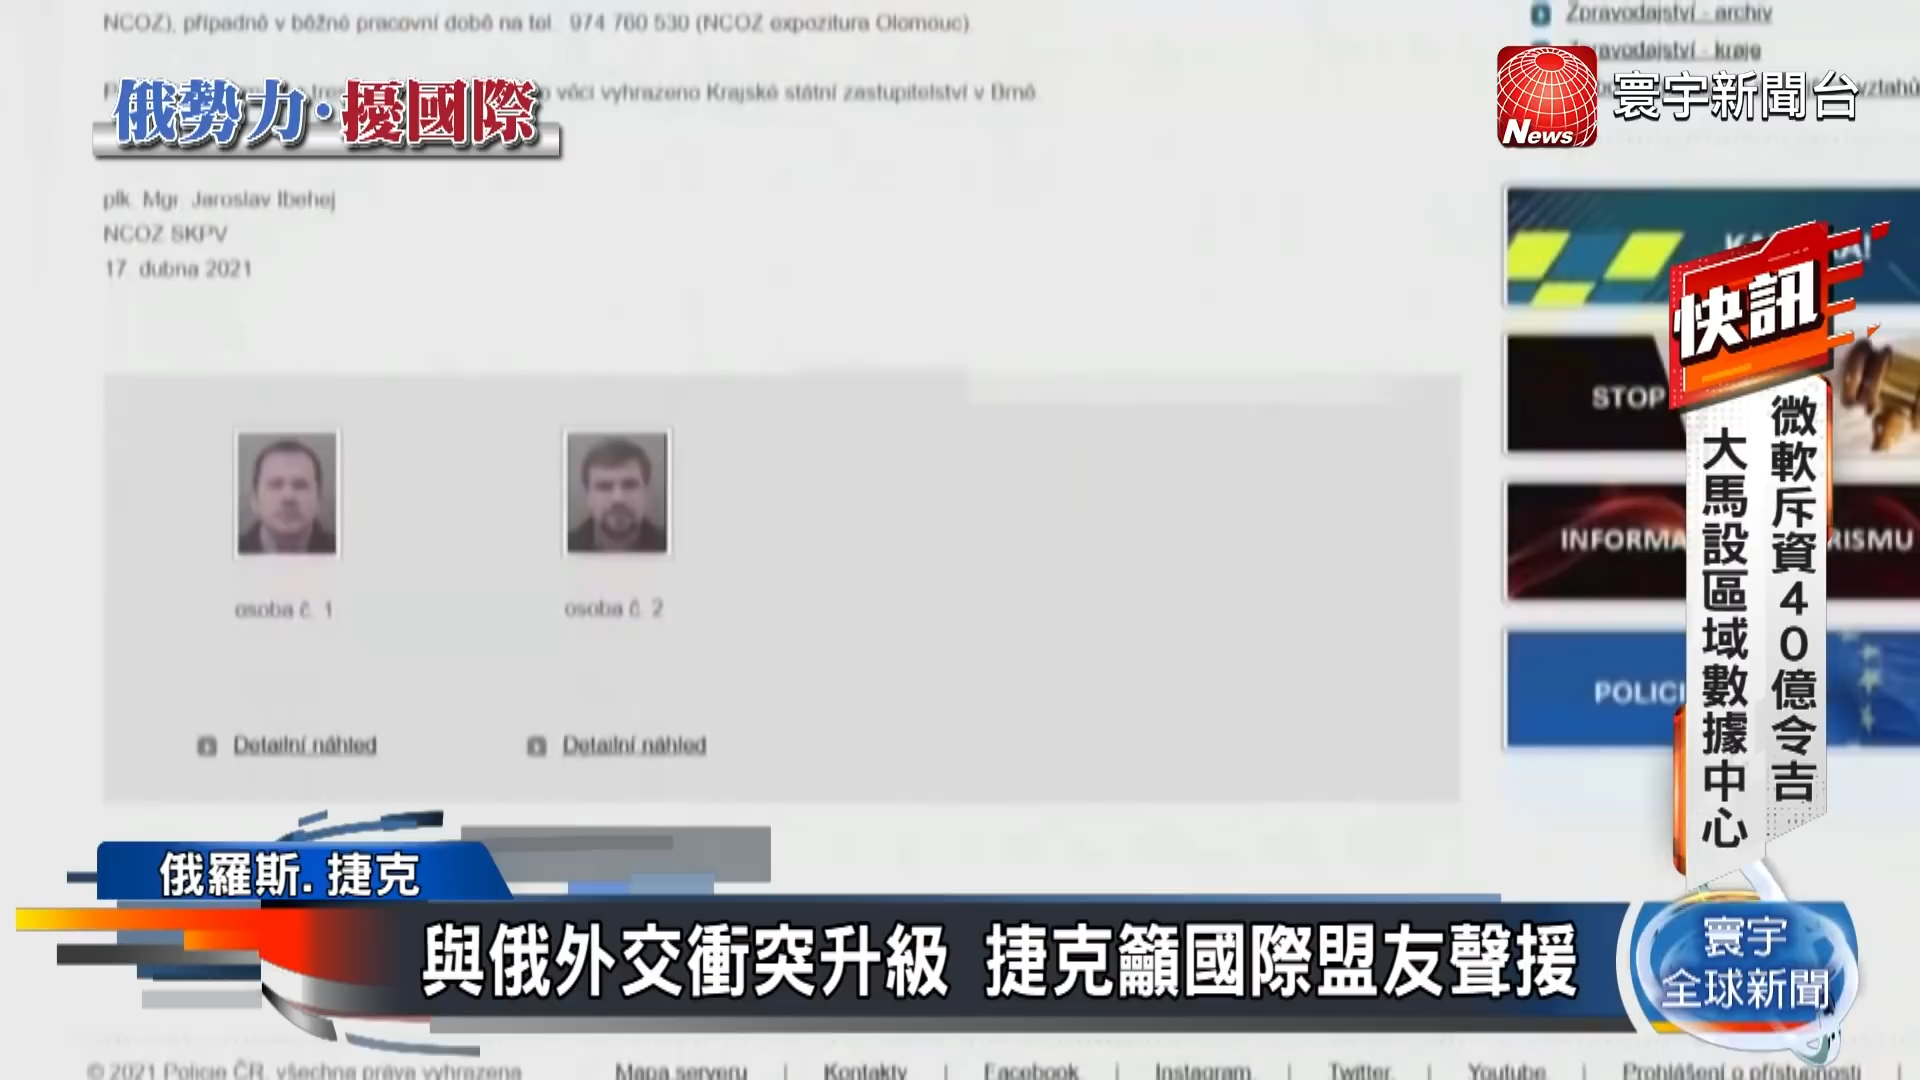 NCOZ), případně v běžné pracovní době na tel. 974 760 530 (NCOZ expozitura Olomouc).
věci vyhrazeno Krajské státní zastupitelství v Brně.
俄勢力·擾國際
plk. Mgr. Jaroslav Ibehej
NCOZ SKPV
17. dubna 2021
osoba č. 1
osoba č. 2
Detailní náhled
Detailní náhled
Zpravodajství - archiv
Zpravodajství - kraje
vztahů
News
寰宇新聞台
快訊
微軟斥資40億令吉
大馬設區域數據中心
STOP
INFORMA
RISMU
POLICI
俄羅斯.捷克
與俄外交衝突升級 捷克籲國際盟友聲援
寰宇
全球新聞
© 2021 Policie ČR, všechna práva vyhrazena
Mapa serveru | Kontakty | Facebook | Instagram | Twitter | Youtube | Prohlášení o přístupnosti